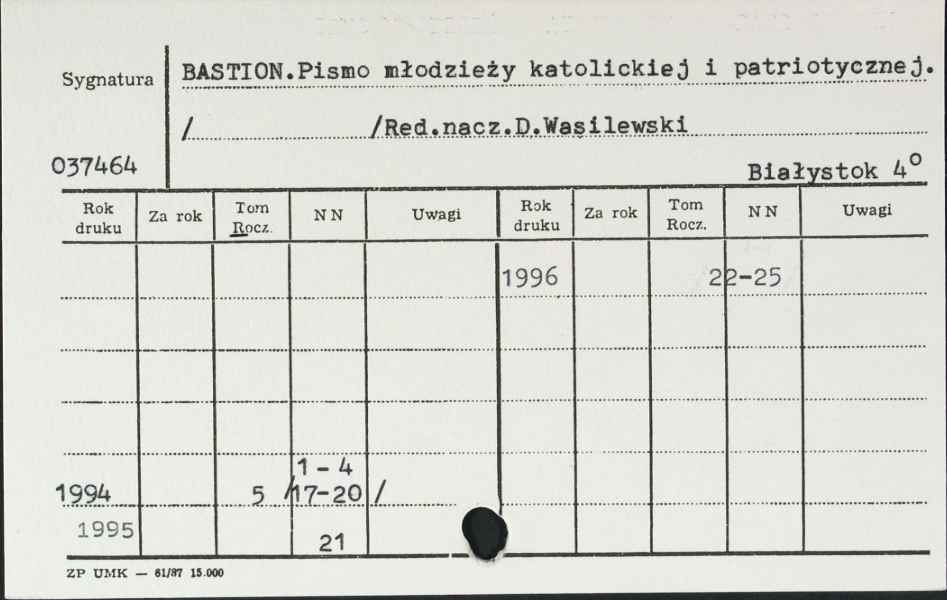 Sygnatura
BASTION.Pismo młodzieży katolickiej i patriotycznej.
/ /Red.nacz.D.Wasilewski
037464
Białystok 4°
Rok druku Za rok Tom Rocz. NN Uwagi Rok druku Za rok Tom Rocz. NN Uwagi
1996 22-25
1 - 4
1994 5 /17-20 /
1995 21
ZP UMK — 61/87 15.000